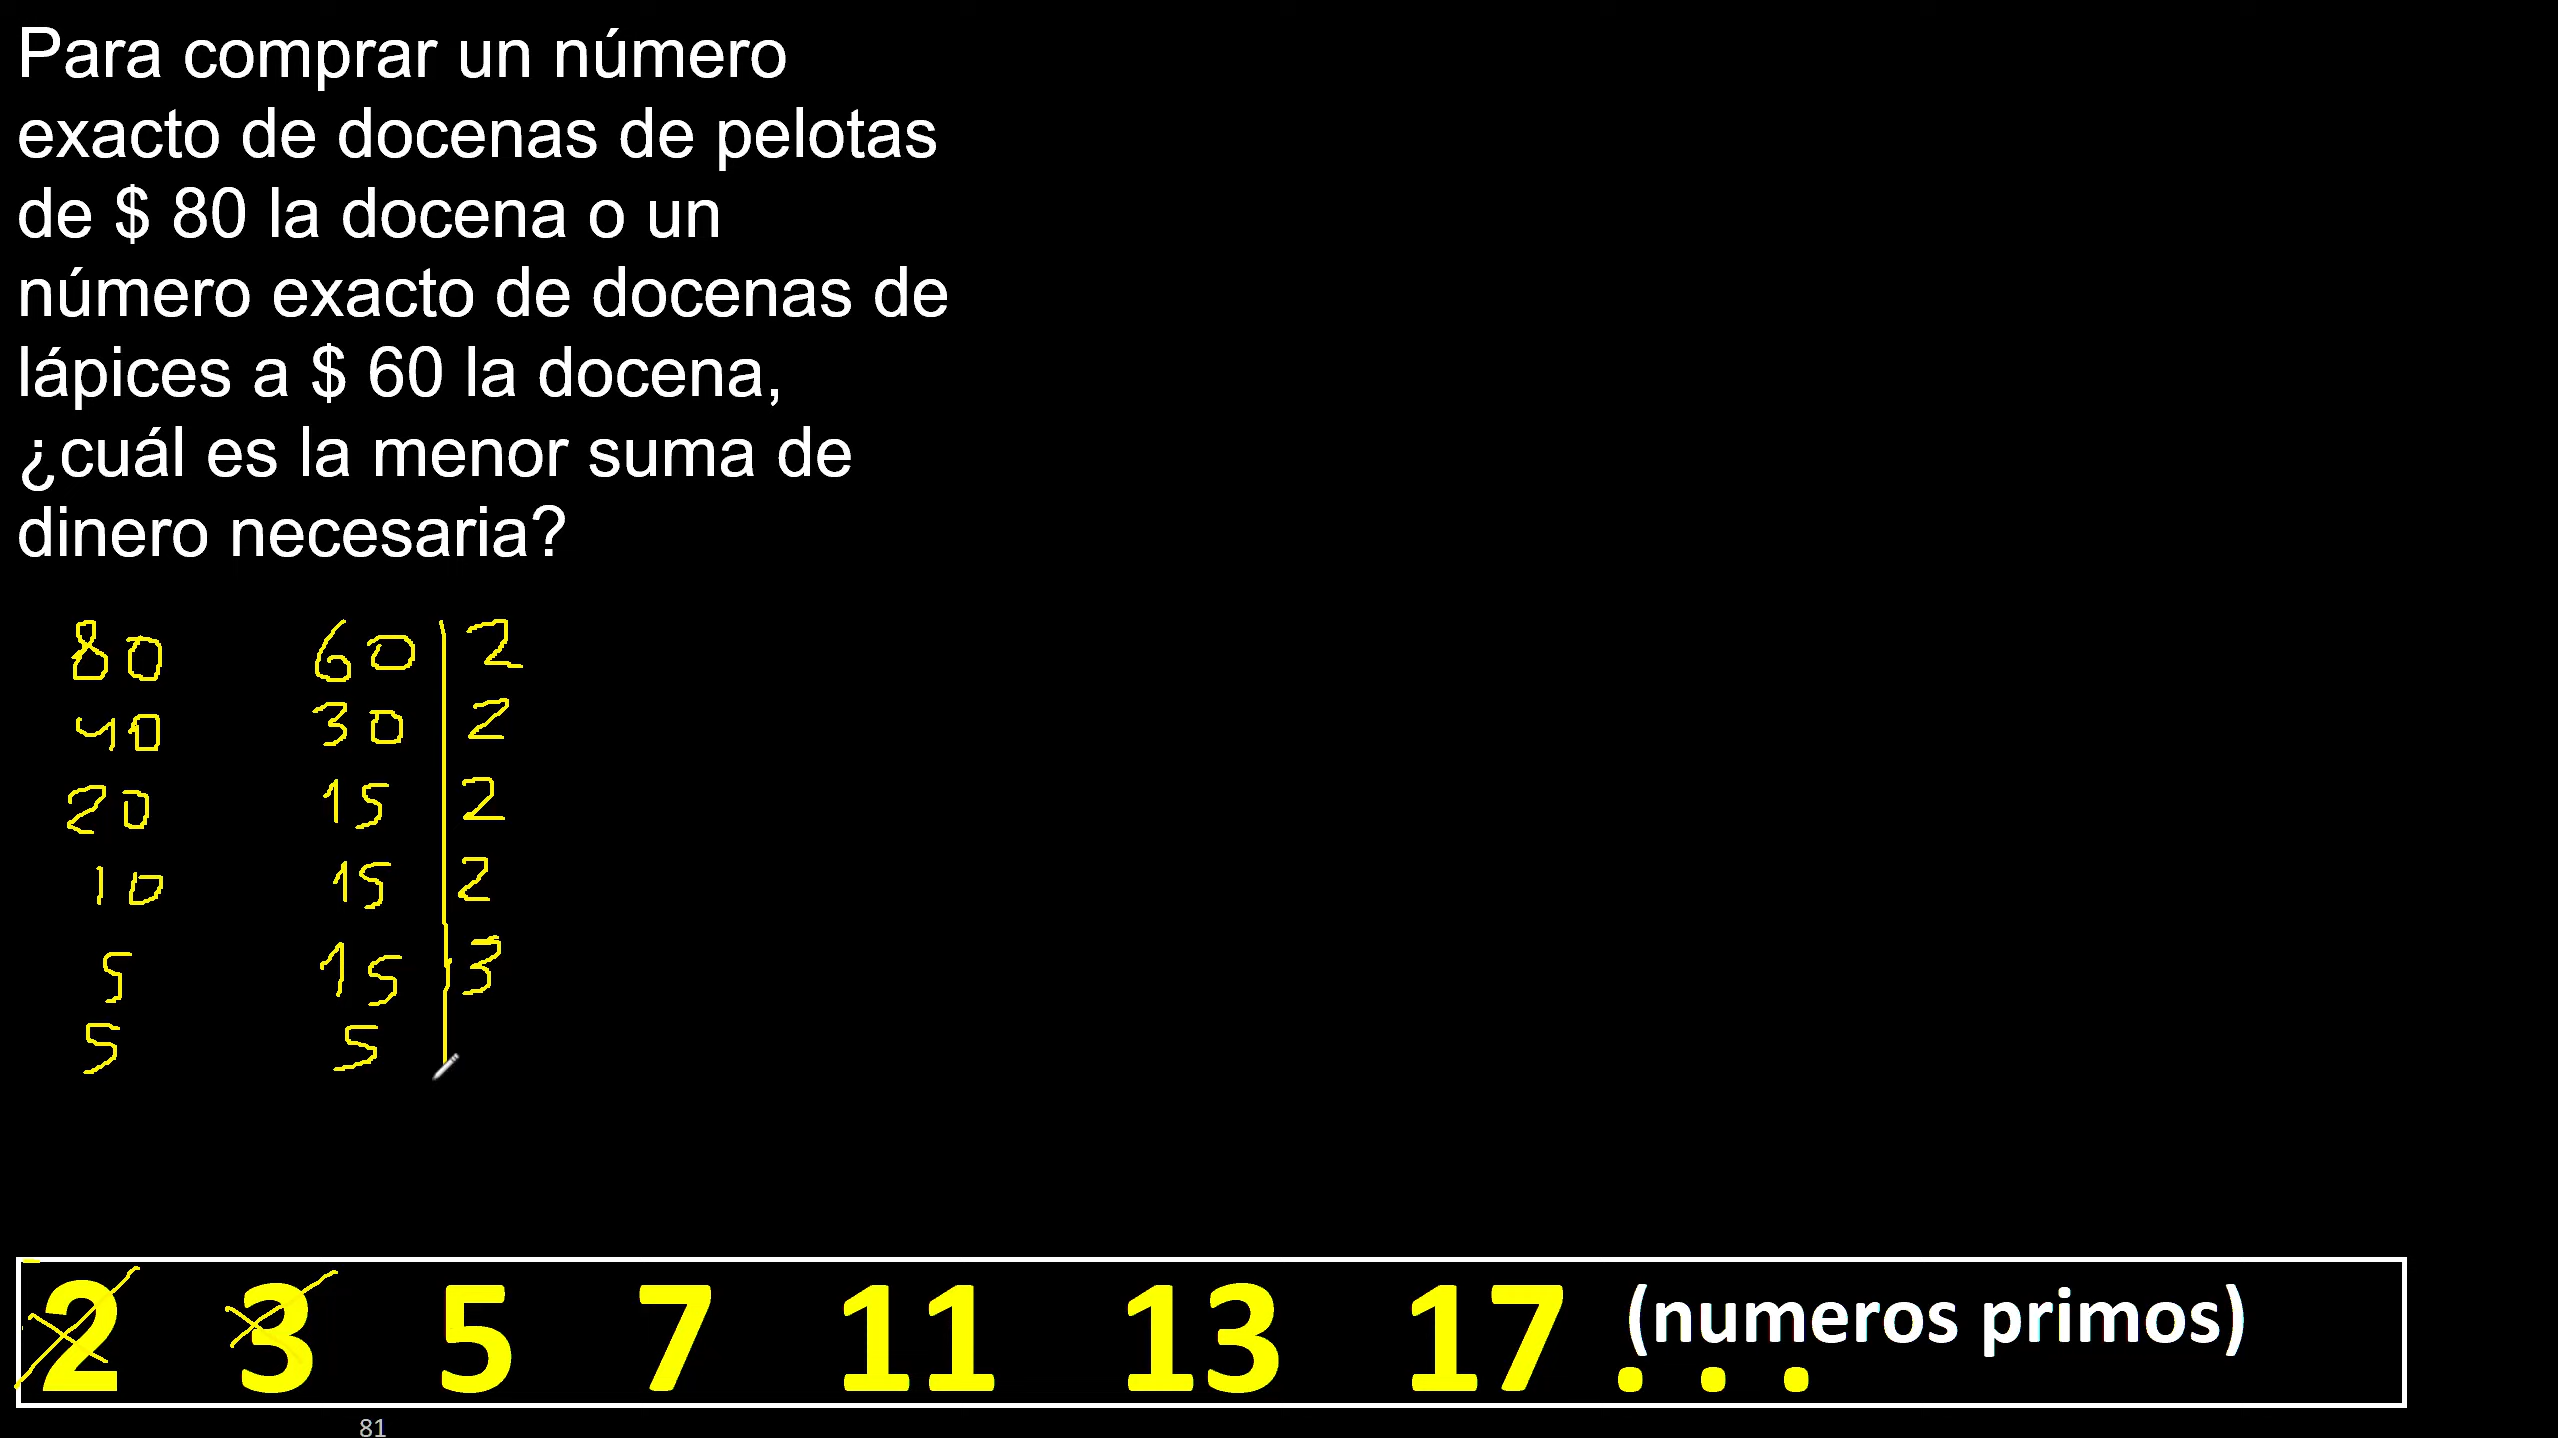 Para comprar un número
exacto de docenas de pelotas
de $ 80 la docena o un
número exacto de docenas de
lápices a $ 60 la docena,
¿cuál es la menor suma de
dinero necesaria?
80 60 2
40 30 2
20 15 2
10 15 2
5 15 3
5 5
2 3 5 7 11 13 17 . . . (numeros primos)
81